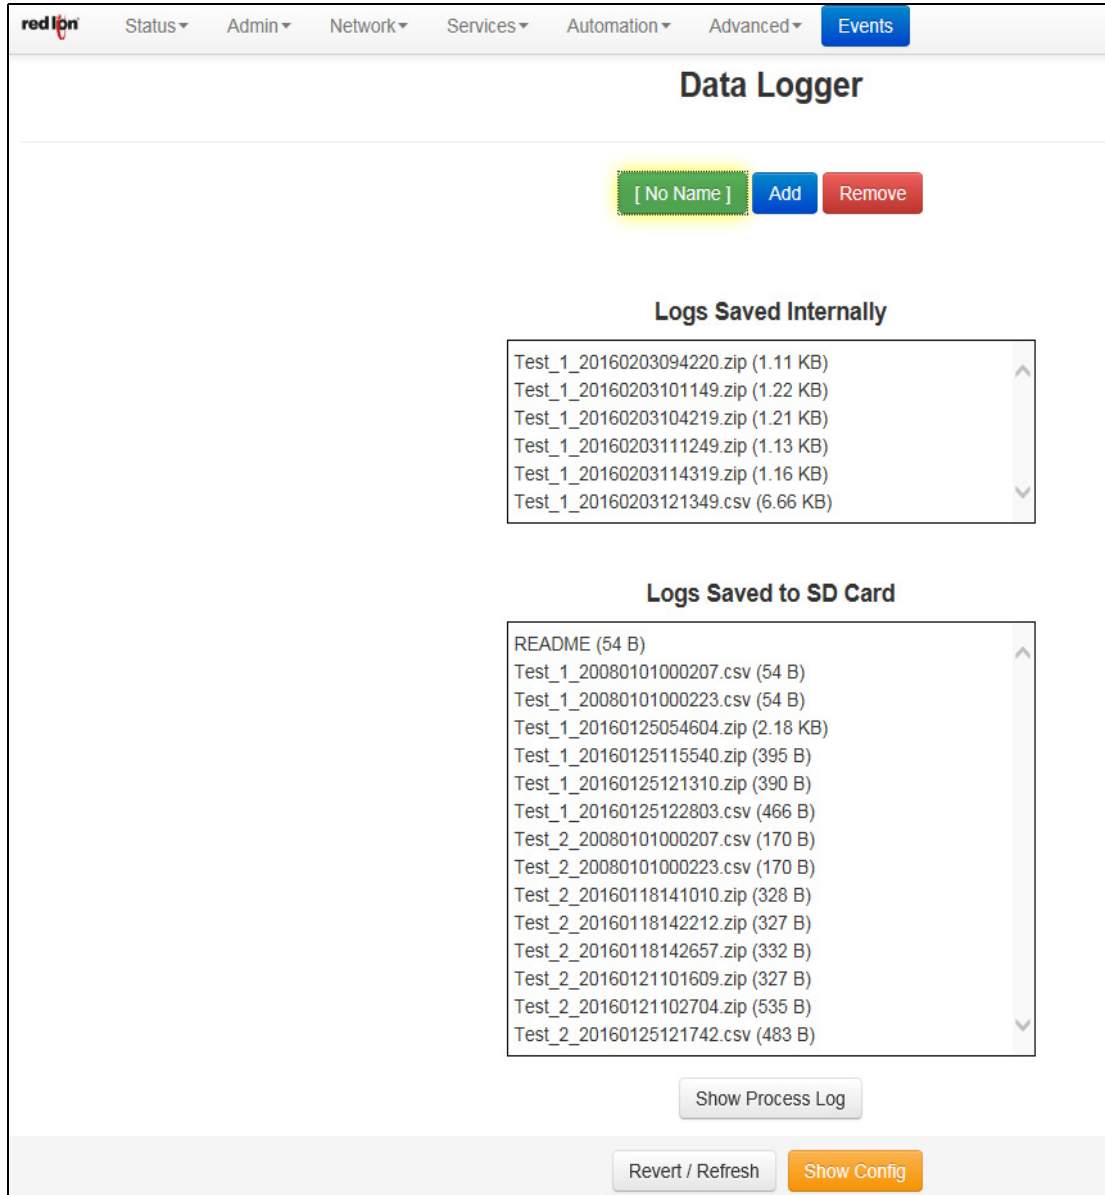 red lion Status Admin Network Services Automation Advanced Events
Data Logger
[ No Name ] Add Remove
Logs Saved Internally
Test_1_20160203094220.zip (1.11 KB)
Test_1_20160203101149.zip (1.22 KB)
Test_1_20160203104219.zip (1.21 KB)
Test_1_20160203111249.zip (1.13 KB)
Test_1_20160203114319.zip (1.16 KB)
Test_1_20160203121349.csv (6.66 KB)
Logs Saved to SD Card
README (54 B)
Test_1_20080101000207.csv (54 B)
Test_1_20080101000223.csv (54 B)
Test_1_20160125054604.zip (2.18 KB)
Test_1_20160125115540.zip (395 B)
Test_1_20160125121310.zip (390 B)
Test_1_20160125122803.csv (466 B)
Test_2_20080101000207.csv (170 B)
Test_2_20080101000223.csv (170 B)
Test_2_20160118141010.zip (328 B)
Test_2_20160118142212.zip (327 B)
Test_2_20160118142657.zip (332 B)
Test_2_20160121101609.zip (327 B)
Test_2_20160121102704.zip (535 B)
Test_2_20160125121742.csv (483 B)
Show Process Log
Revert / Refresh Show Config